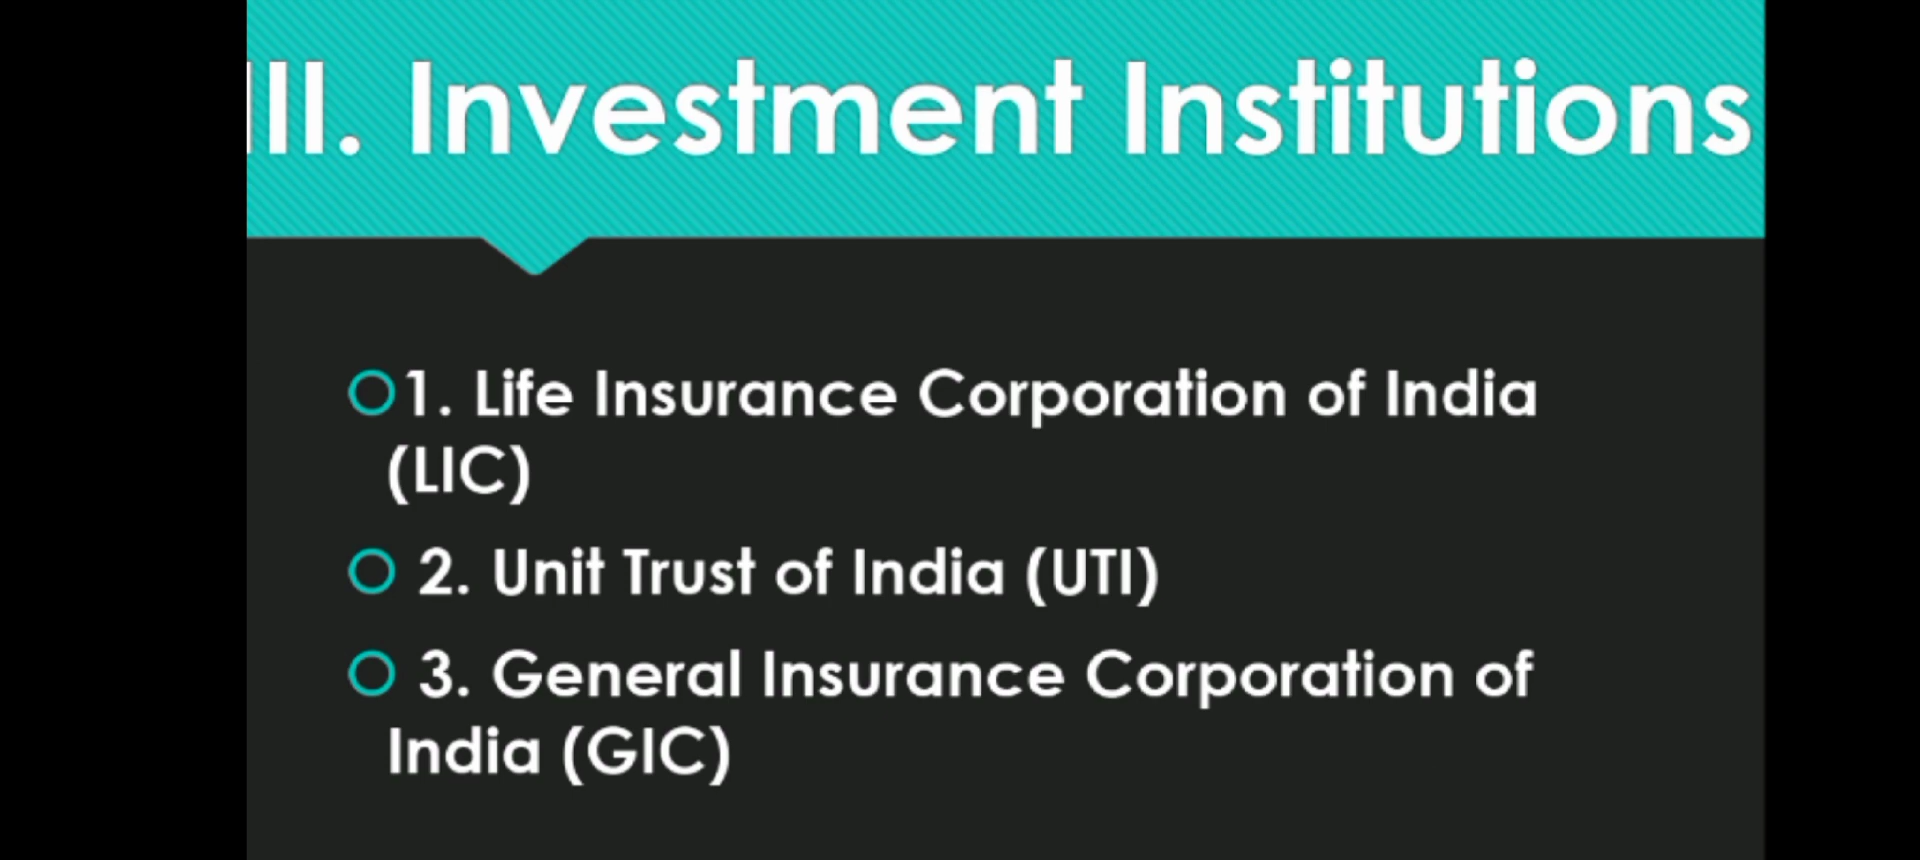 III. Investment Institutions
1. Life Insurance Corporation of India
(LIC)
2. Unit Trust of India (UTI)
3. General Insurance Corporation of
India (GIC)